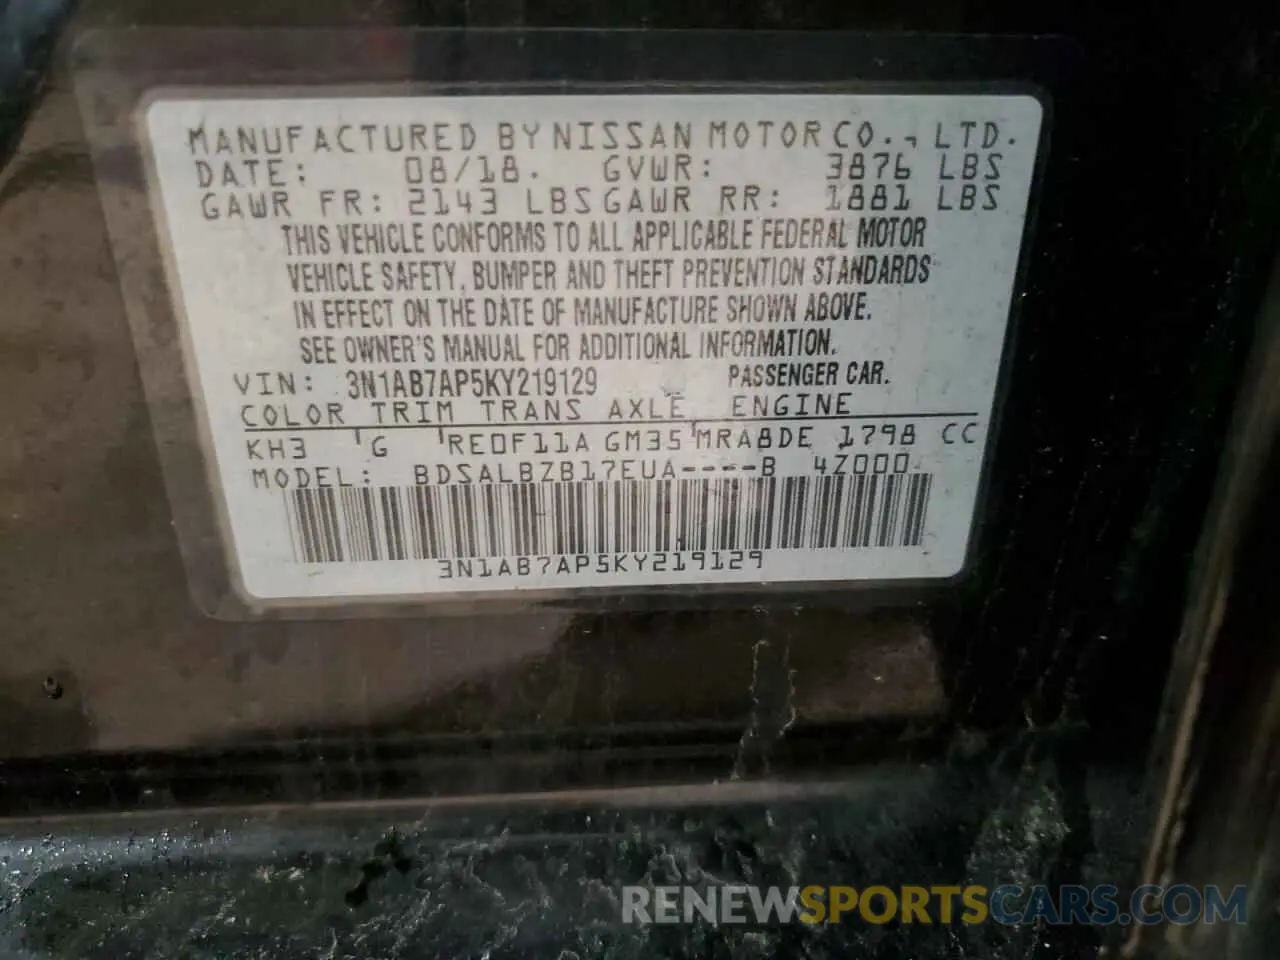 MANUFACTURED BY NISSAN MOTOR CO., LTD.
DATE: 08/18. GVWR: 3876 LBS
GAWR FR: 2143 LBS GAWR RR: 1881 LBS
THIS VEHICLE CONFORMS TO ALL APPLICABLE FEDERAL MOTOR
VEHICLE SAFETY, BUMPER AND THEFT PREVENTION STANDARDS
IN EFFECT ON THE DATE OF MANUFACTURE SHOWN ABOVE.
SEE OWNER'S MANUAL FOR ADDITIONAL INFORMATION.
VIN: 3N1AB7AP5KY219129 PASSENGER CAR.
COLOR TRIM TRANS AXLE ENGINE
KH3 G RE0F11A GM35 MRA8DE 1798 CC
MODEL: BDSALBZB17EUA----B 4Z000
3N1AB7AP5KY219129
RENEWSPORTSCARS.COM